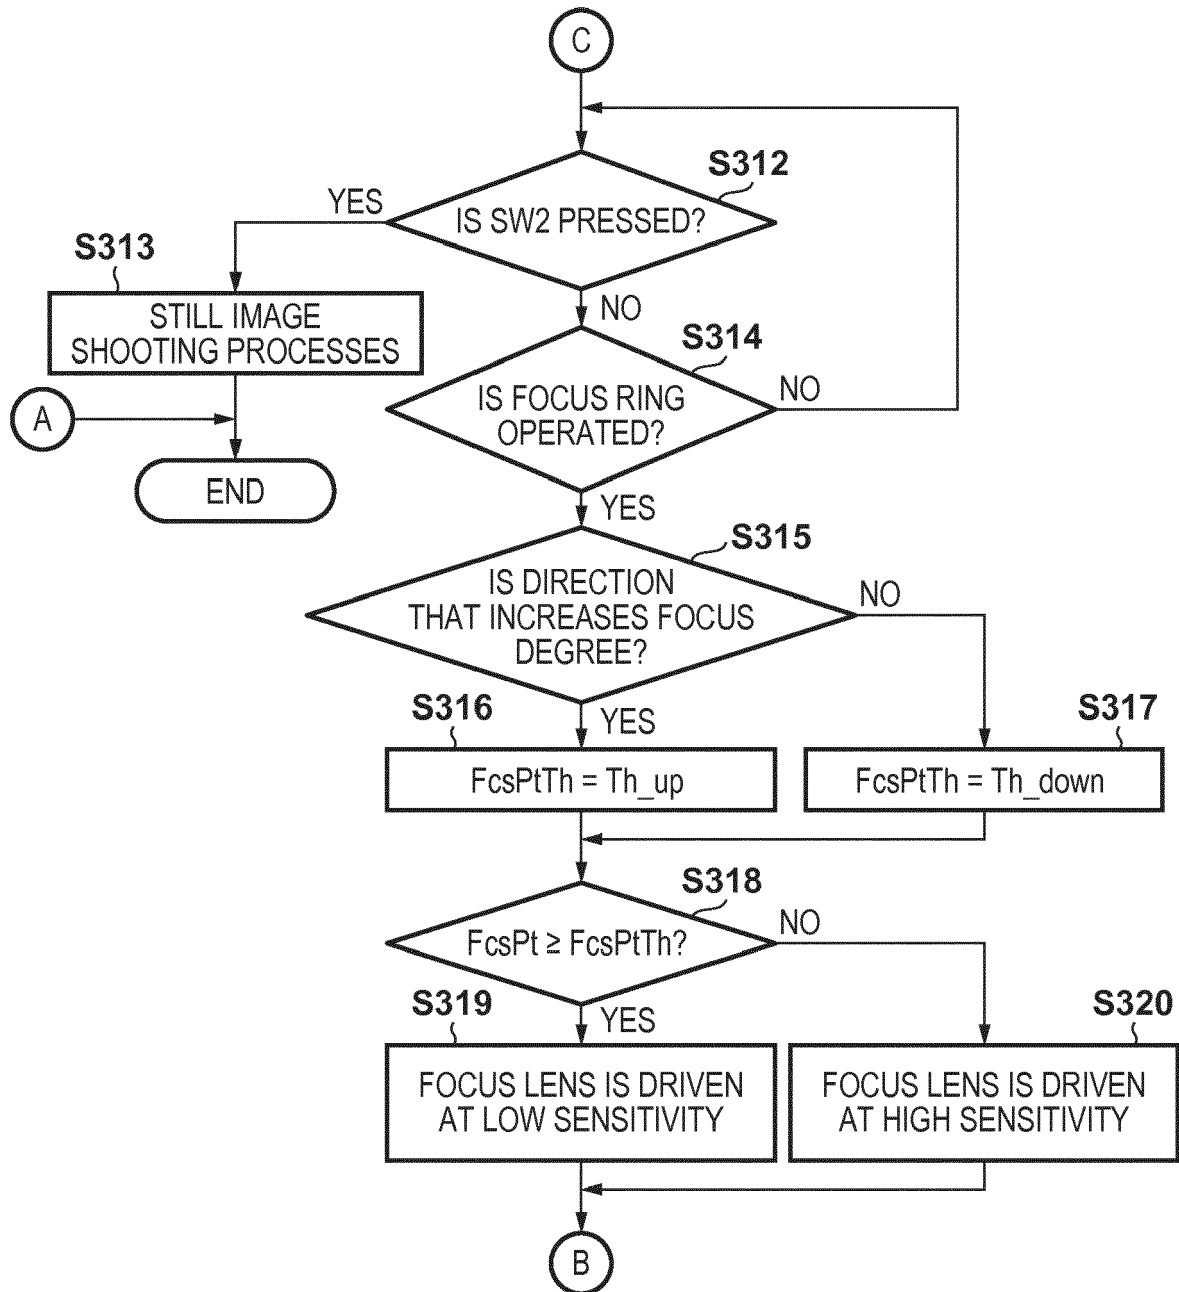 C
S312
YES
IS SW2 PRESSED?
S313
NO
STILL IMAGE
SHOOTING PROCESSES
S314
NO
A
IS FOCUS RING
OPERATED?
END
YES
S315
IS DIRECTION
THAT INCREASES FOCUS
DEGREE?
NO
S316
YES
S317
FcsPtTh = Th_up
FcsPtTh = Th_down
S318
NO
FcsPt ≥ FcsPtTh?
S319
YES
S320
FOCUS LENS IS DRIVEN
AT LOW SENSITIVITY
FOCUS LENS IS DRIVEN
AT HIGH SENSITIVITY
B